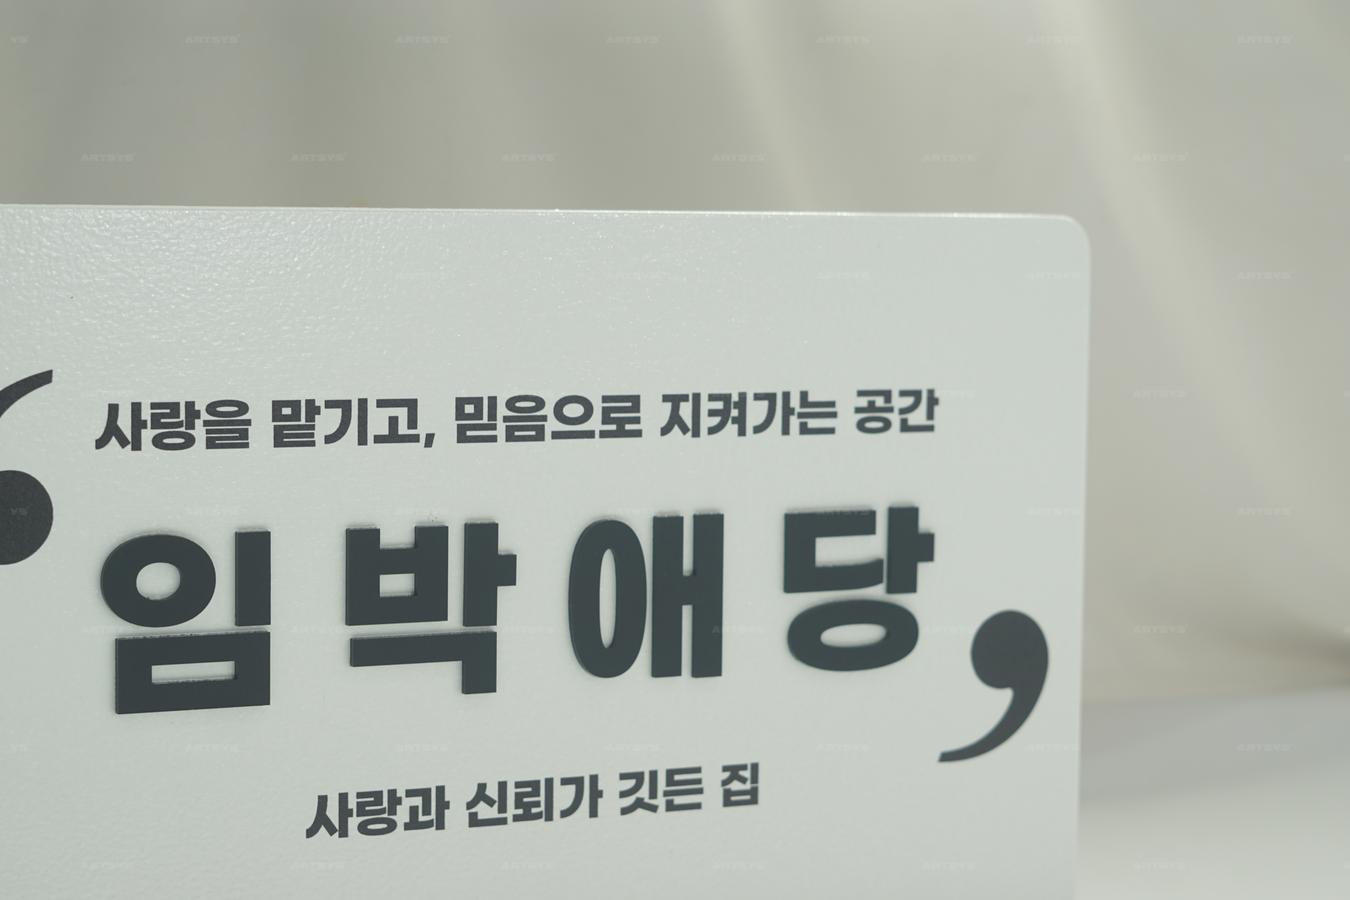 사랑을 맡기고, 믿음으로 지켜가는 공간
‘임박애당’
사랑과 신뢰가 깃든 집
ARTSYS